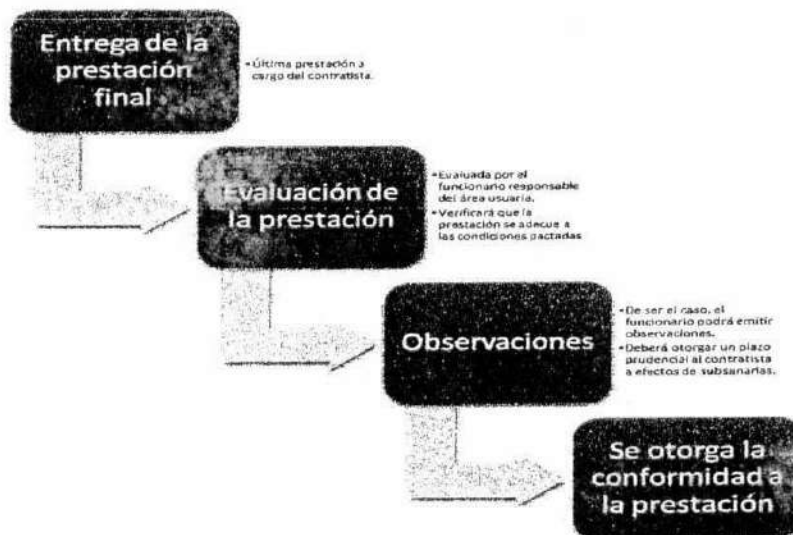 Entrega de la
prestación
final
•Última prestación a
cargo del contratista.
Evaluación de
la prestación
•Evaluada por el
funcionario responsable
del área usuaria.
•Verificará que la
prestación se adecue a
las condiciones pactadas
Observaciones
•De ser el caso, el
funcionario podrá emitir
observaciones.
•Deberá otorgar un plazo
prudencial al contratista
a efectos de subsanarlas.
Se otorga la
conformidad a
la prestación